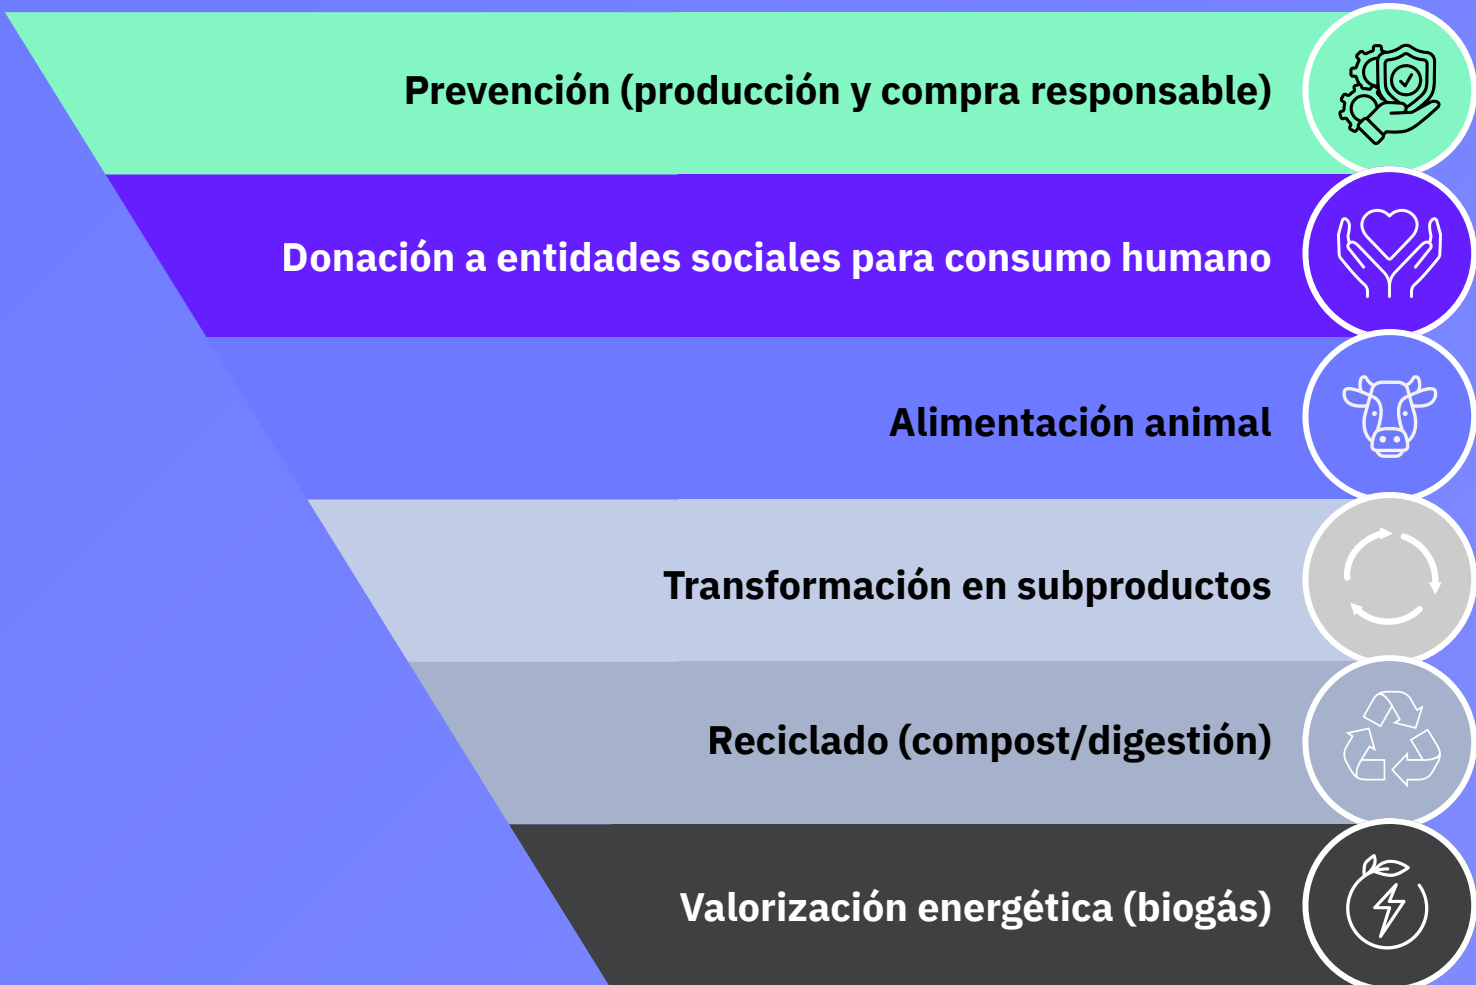 Prevención (producción y compra responsable)
Donación a entidades sociales para consumo humano
Alimentación animal
Transformación en subproductos
Reciclado (compost/digestión)
Valorización energética (biogás)